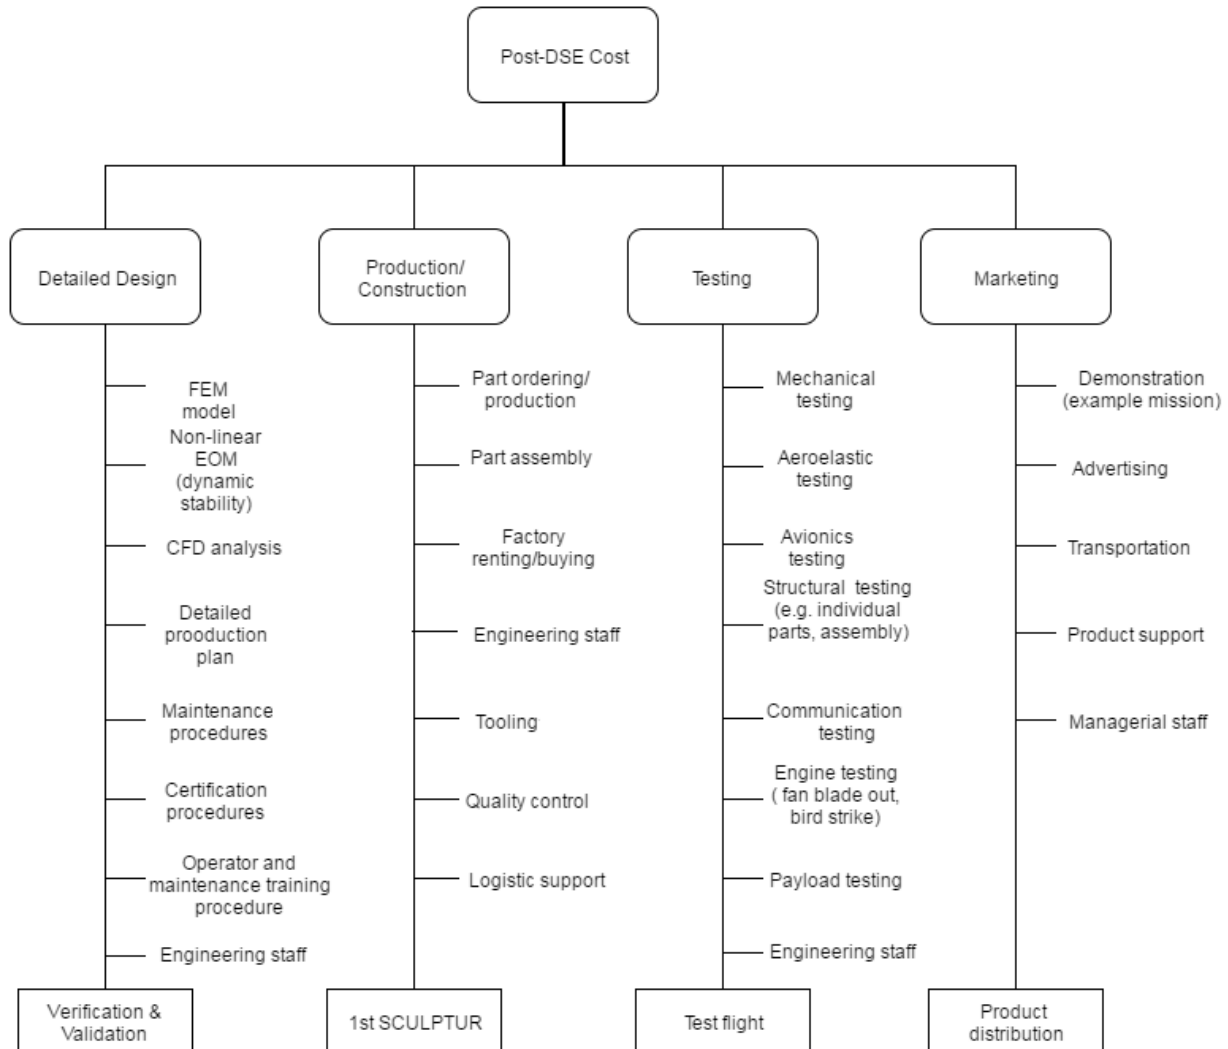 Post-DSE Cost
Detailed Design
Production/
Construction
Testing
Marketing
FEM
model
Non-linear
EOM
(dynamic
stability)
CFD analysis
Detailed
prooduction
plan
Maintenance
procedures
Certification
procedures
Operator and
maintenance training
procedure
Engineering staff
Verification &
Validation
Part ordering/
production
Part assembly
Factory
renting/buying
Engineering staff
Tooling
Quality control
Logistic support
1st SCULPTUR
Mechanical
testing
Aeroelastic
testing
Avionics
testing
Structural testing
(e.g. individual
parts, assembly)
Communication
testing
Engine testing
( fan blade out,
bird strike)
Payload testing
Engineering staff
Test flight
Demonstration
(example mission)
Advertising
Transportation
Product support
Managerial staff
Product
distribution